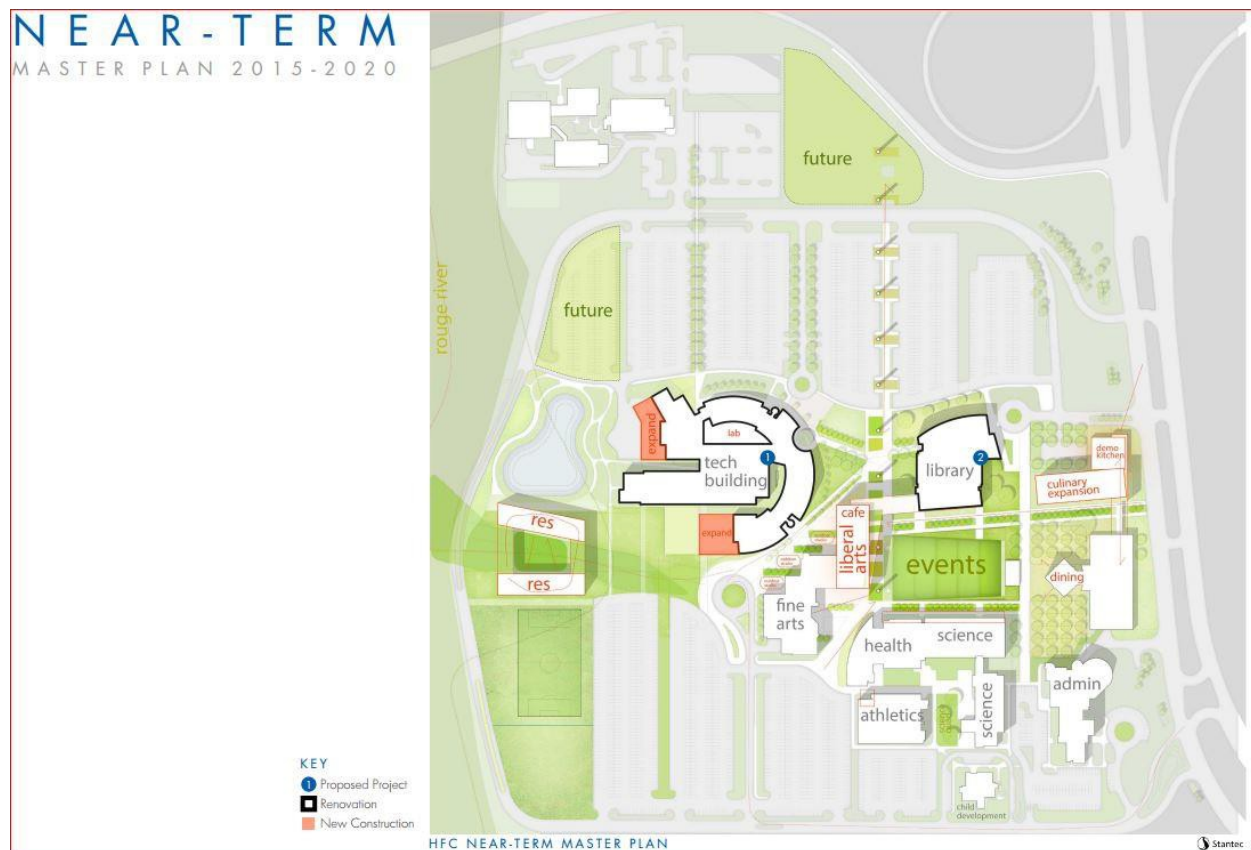 NEAR-TERM
MASTER PLAN 2015-2020
future
future
rouge river
expand
lab
tech
building
1
library
2
demo
kitchen
culinary
expansion
cafe
liberal
arts
expand
res
res
events
dining
fine
arts
health
science
science
athletics
admin
child
development
KEY
1 Proposed Project
Renovation
New Construction
HFC NEAR-TERM MASTER PLAN
Stantec